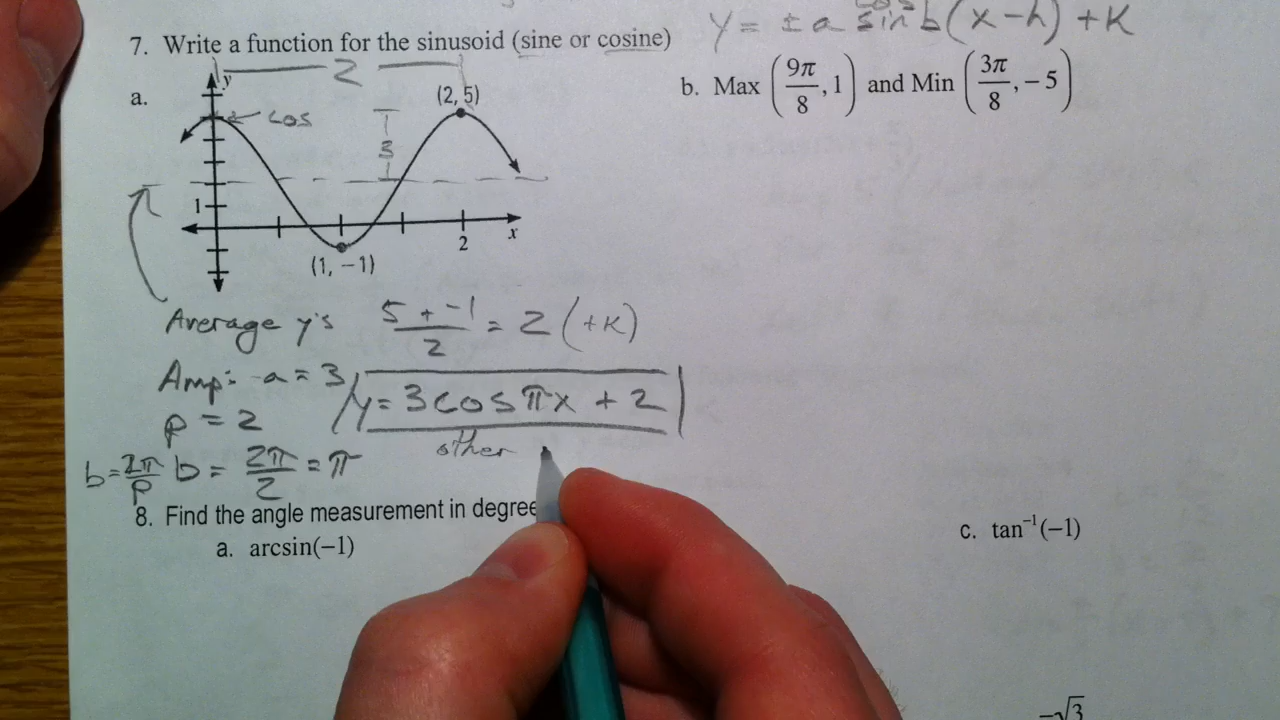 y = ±a sin b(x-h) + K
cos
7. Write a function for the sinusoid (sine or cosine)
a.
2
y
(2, 5)
cos
3
1
2
x
(1, −1)
b. Max (9π/8, 1) and Min (3π/8, −5)
Average y's 5 + -1 / 2 = 2 (+K)
Amp: a = 3
y = 3cos πx + 2
P = 2
other
b = 2π/P b = 2π/2 = π
8. Find the angle measurement in degree
a. arcsin(−1)
c. tan⁻¹(−1)
−√3